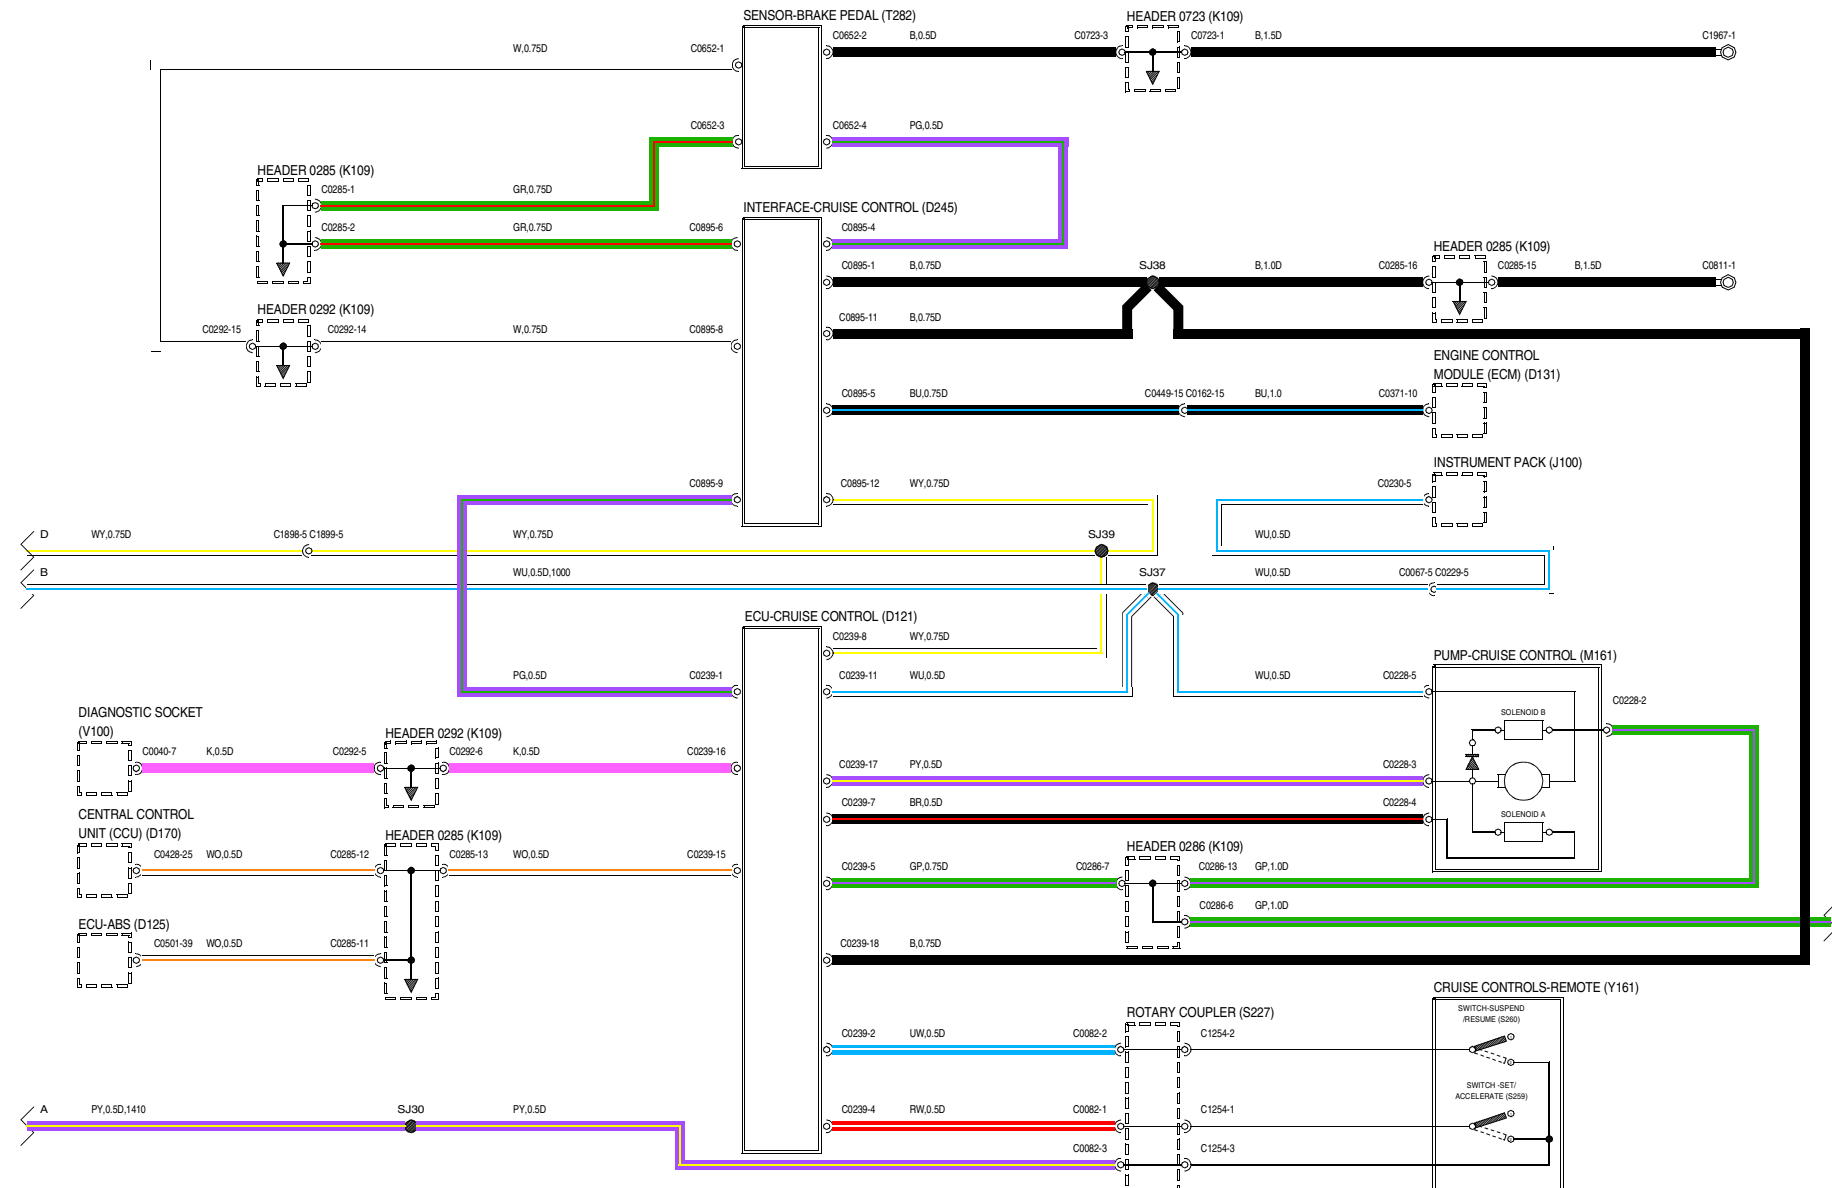 SENSOR-BRAKE PEDAL (T282)
HEADER 0723 (K109)
W,0.75D
C0652-1
C0652-2
B,0.5D
C0723-3
C0723-1
B,1.5D
C1967-1
C0652-3
C0652-4
PG,0.5D
HEADER 0285 (K109)
C0285-1
GR,0.75D
INTERFACE-CRUISE CONTROL (D245)
C0285-2
GR,0.75D
C0895-6
C0895-4
HEADER 0285 (K109)
C0895-1
B,0.75D
SJ38
B,1.0D
C0285-16
C0285-15
B,1.5D
C0811-1
HEADER 0292 (K109)
C0292-15
C0292-14
W,0.75D
C0895-8
C0895-11
B,0.75D
ENGINE CONTROL
MODULE (ECM) (D131)
C0895-5
BU,0.75D
C0449-15 C0162-15
BU,1.0
C0371-10
INSTRUMENT PACK (J100)
C0895-9
C0895-12
WY,0.75D
C0230-5
D
WY,0.75D
C1898-5 C1899-5
WY,0.75D
SJ39
WU,0.5D
B
WU,0.5D,1000
SJ37
WU,0.5D
C0067-5 C0229-5
ECU-CRUISE CONTROL (D121)
C0239-8
WY,0.75D
PG,0.5D
C0239-1
C0239-11
WU,0.5D
WU,0.5D
C0228-5
PUMP-CRUISE CONTROL (M161)
C0228-2
SOLENOID B
DIAGNOSTIC SOCKET
(V100)
HEADER 0292 (K109)
C0040-7
K,0.5D
C0292-5
C0292-6
K,0.5D
C0239-16
C0239-17
PY,0.5D
C0228-3
C0239-7
BR,0.5D
C0228-4
SOLENOID A
CENTRAL CONTROL
UNIT (CCU) (D170)
HEADER 0285 (K109)
C0428-25
WO,0.5D
C0285-12
C0285-13
WO,0.5D
C0239-15
HEADER 0286 (K109)
C0239-5
GP,0.75D
C0286-7
C0286-13
GP,1.0D
C0286-6
GP,1.0D
ECU-ABS (D125)
C0501-39
WO,0.5D
C0285-11
C0239-18
B,0.75D
CRUISE CONTROLS-REMOTE (Y161)
SWITCH-SUSPEND
/RESUME (S260)
ROTARY COUPLER (S227)
C0239-2
UW,0.5D
C0082-2
C1254-2
SWITCH -SET/
ACCELERATE (S259)
A
PY,0.5D,1410
SJ30
PY,0.5D
C0239-4
RW,0.5D
C0082-1
C1254-1
C0082-3
C1254-3